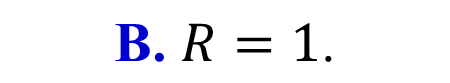 B. R = 1.